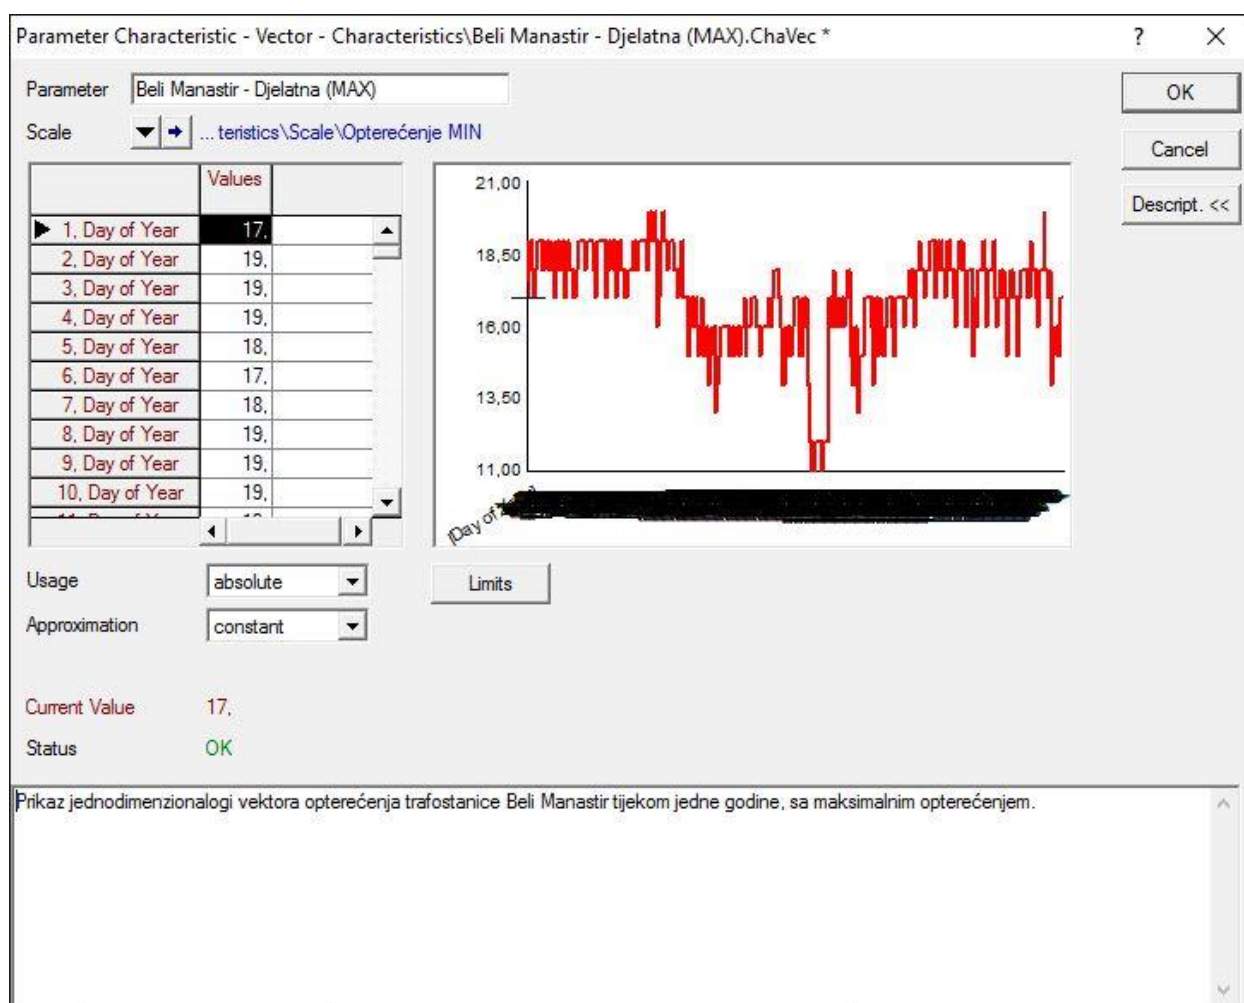 Parameter Characteristic - Vector - Characteristics\Beli Manastir - Djelatna (MAX).ChaVec * ? X
Parameter Beli Manastir - Djelatna (MAX) OK
Scale ... teristics\Scale\Opterećenje MIN
Cancel
Descript. <<
Values
1, Day of Year 17,
2, Day of Year 19,
3, Day of Year 19,
4, Day of Year 19,
5, Day of Year 18,
6, Day of Year 17,
7, Day of Year 18,
8, Day of Year 19,
9, Day of Year 19,
10, Day of Year 19,
21,00
18,50
16,00
13,50
11,00
Usage absolute Limits
Approximation constant
Current Value 17,
Status OK
Prikaz jednodimenzionalogi vektora opterećenja trafostanice Beli Manastir tijekom jedne godine, sa maksimalnim opterećenjem.